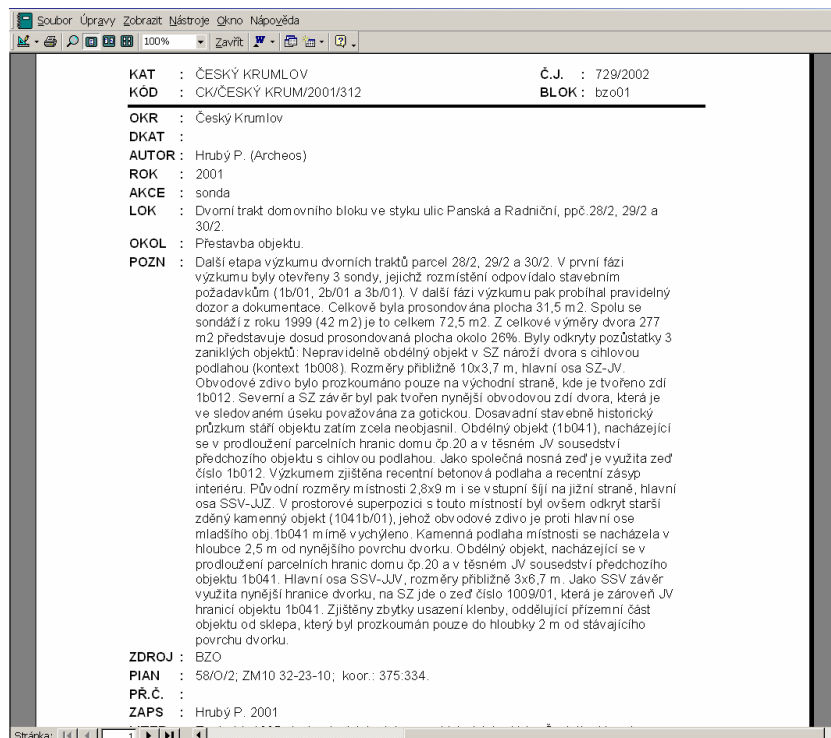 Soubor Úpravy Zobrazit Nástroje Okno Nápověda
100% Zavřít
KAT : ČESKÝ KRUMLOV Č.J. : 729/2002
KÓD : CK/ČESKÝ KRUM/2001/312 BLOK : bzo01
OKR : Český Krumlov
DKAT :
AUTOR : Hrubý P. (Archeos)
ROK : 2001
AKCE : sonda
LOK : Dvorní trakt domovního bloku ve styku ulic Panská a Radniční, ppč.28/2, 29/2 a
30/2.
OKOL : Přestavba objektu.
POZN : Další etapa výzkumu dvorních traktů parcel 28/2, 29/2 a 30/2. V první fázi
výzkumu byly otevřeny 3 sondy, jejichž rozmístění odpovídalo stavebním
požadavkům (1b/01, 2b/01 a 3b/01). V další fázi výzkumu pak probíhal pravidelný
dozor a dokumentace. Celkově byla prosondována plocha 31,5 m2. Spolu se
sondáží z roku 1999 (42 m2) je to celkem 72,5 m2. Z celkové výměry dvora 277
m2 představuje dosud prosondovaná plocha okolo 26%. Byly odkryty pozůstatky 3
zaniklých objektů: Nepravidelně obdélný objekt v SZ nároží dvora s cihlovou
podlahou (kontext 1b008). Rozměry přibližně 10x3,7 m, hlavní osa SZ-JV.
Obvodové zdivo bylo prozkoumáno pouze na východní straně, kde je tvořeno zdí
1b012. Severní a SZ závěr byl pak tvořen nynější obvodovou zdí dvora, která je
ve sledovaném úseku považována za gotickou. Dosavadní stavebně historický
průzkum stáří objektu zatím zcela neobjasnil. Obdélný objekt (1b041), nacházející
se v prodloužení parcelních hranic domu čp.20 a v těsném JV sousedství
předchozího objektu s cihlovou podlahou. Jako společná nosná zeď je využita zeď
číslo 1b012. Výzkumem zjištěna recentní betonová podlaha a recentní zásyp
interiéru. Původní rozměry místnosti 2,8x9 m i se vstupní šíjí na jižní straně, hlavní
osa SSV-JJZ. V prostorové superpozici s touto místností byl ovšem odkryt starší
zděný kamenný objekt (1041b/01), jehož obvodové zdivo je proti hlavní ose
mladšího obj.1b041 mírně vychýleno. Kamenná podlaha místnosti se nacházela v
hloubce 2,5 m od nynějšího povrchu dvorku. Obdélný objekt, nacházející se v
prodloužení parcelních hranic domu čp.20 a v těsném JV sousedství předchozího
objektu 1b041. Hlavní osa SSV-JJV, rozměry přibližně 3x6,7 m. Jako SSV závěr
využita nynější hranice dvorku, na SZ jde o zeď číslo 1009/01, která je zároveň JV
hranicí objektu 1b041. Zjištěny zbytky usazení klenby, oddělující přízemní část
objektu od sklepa, který byl prozkoumán pouze do hloubky 2 m od stávajícího
povrchu dvorku.
ZDROJ : BZO
PIAN : 58/O/2; ZM10 32-23-10; koor.: 375:334.
PŘ.Č. :
ZAPS : Hrubý P. 2001
Stránka: 1